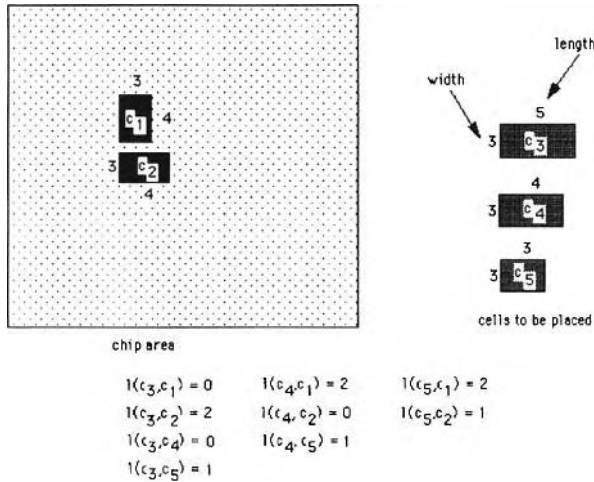 3
c1
4
3
c2
4
length
width
5
3
c3
4
3
c4
3
3
c5
cells to be placed
chip area
l(c3,c1) = 0
l(c4,c1) = 2
l(c5,c1) = 2
l(c3,c2) = 2
l(c4,c2) = 0
l(c5,c2) = 1
l(c3,c4) = 0
l(c4,c5) = 1
l(c3,c5) = 1